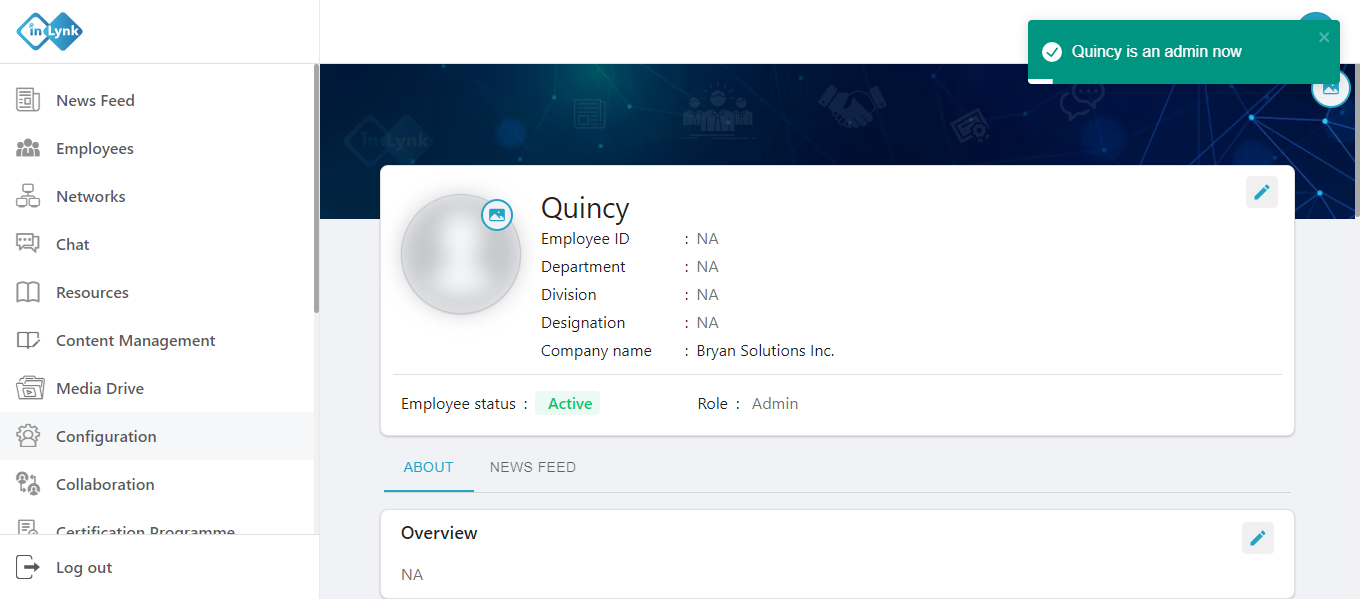 inLynk
Quincy is an admin now
News Feed
Employees
Networks
Chat
Resources
Content Management
Media Drive
Configuration
Collaboration
Certification Programme
Log out
inLynk
Quincy
Employee ID : NA
Department : NA
Division : NA
Designation : NA
Company name : Bryan Solutions Inc.
Employee status : Active Role : Admin
ABOUT NEWS FEED
Overview
NA